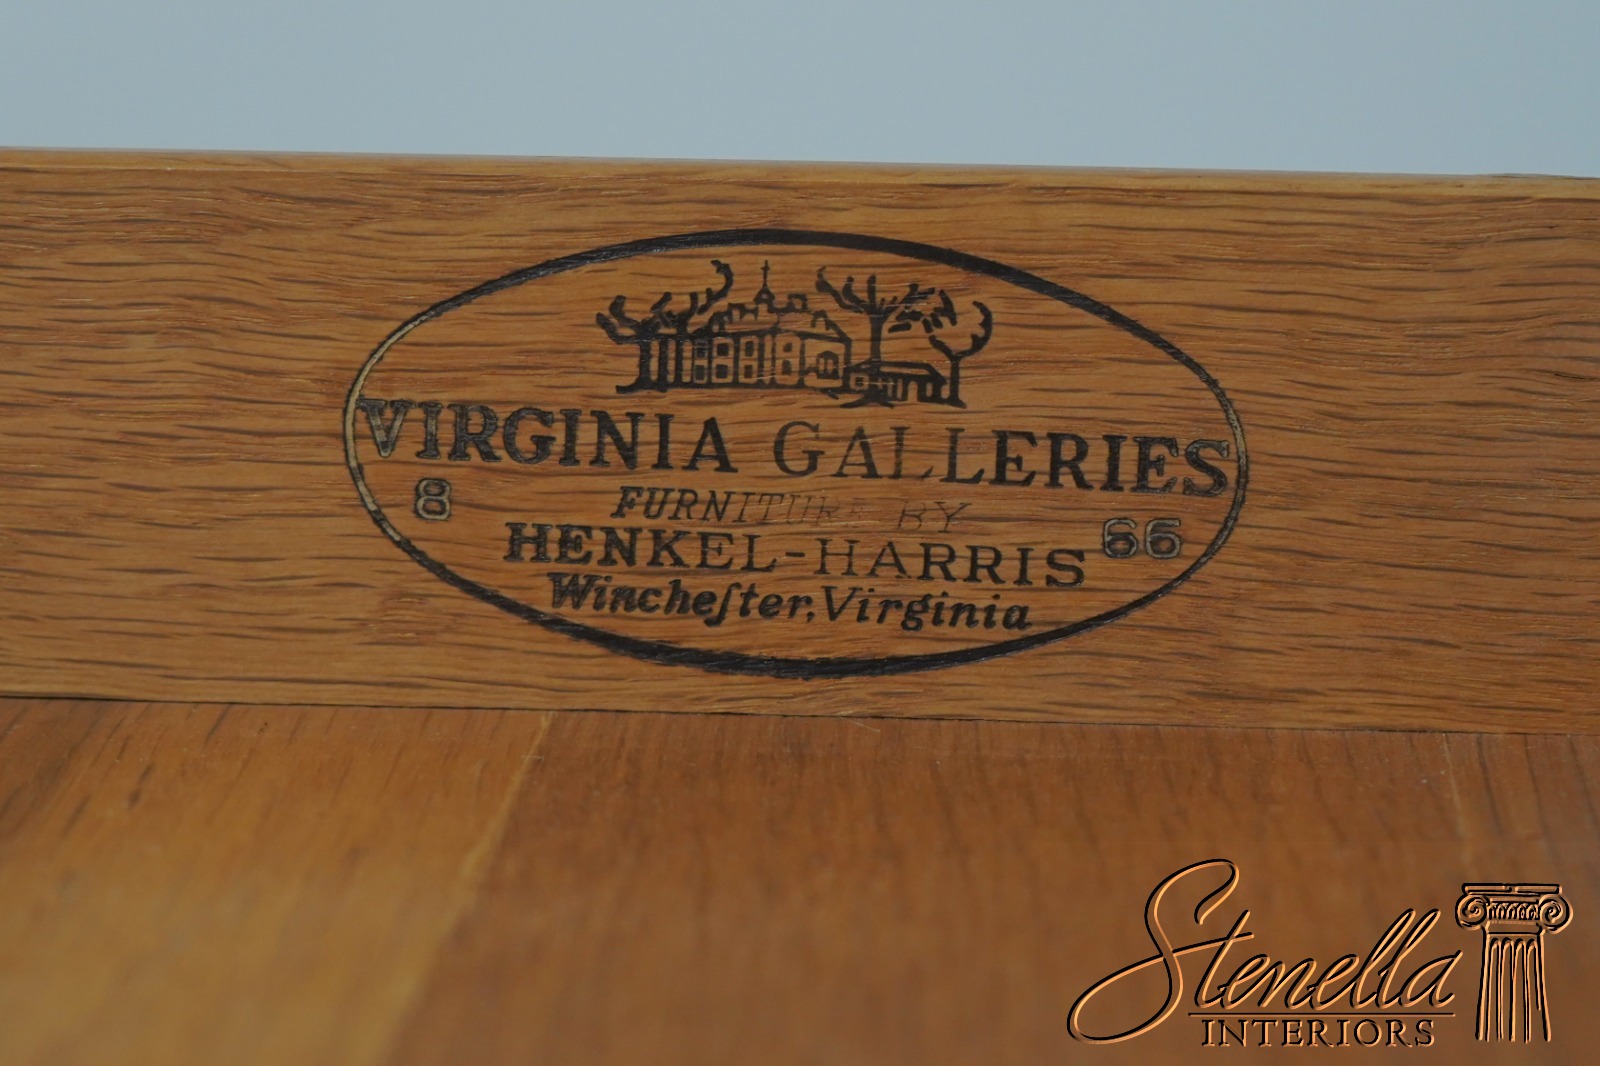 VIRGINIA GALLERIES
8 66
FURNITURE BY
HENKEL-HARRIS
Wincheſter, Virginia
Stenella
INTERIORS